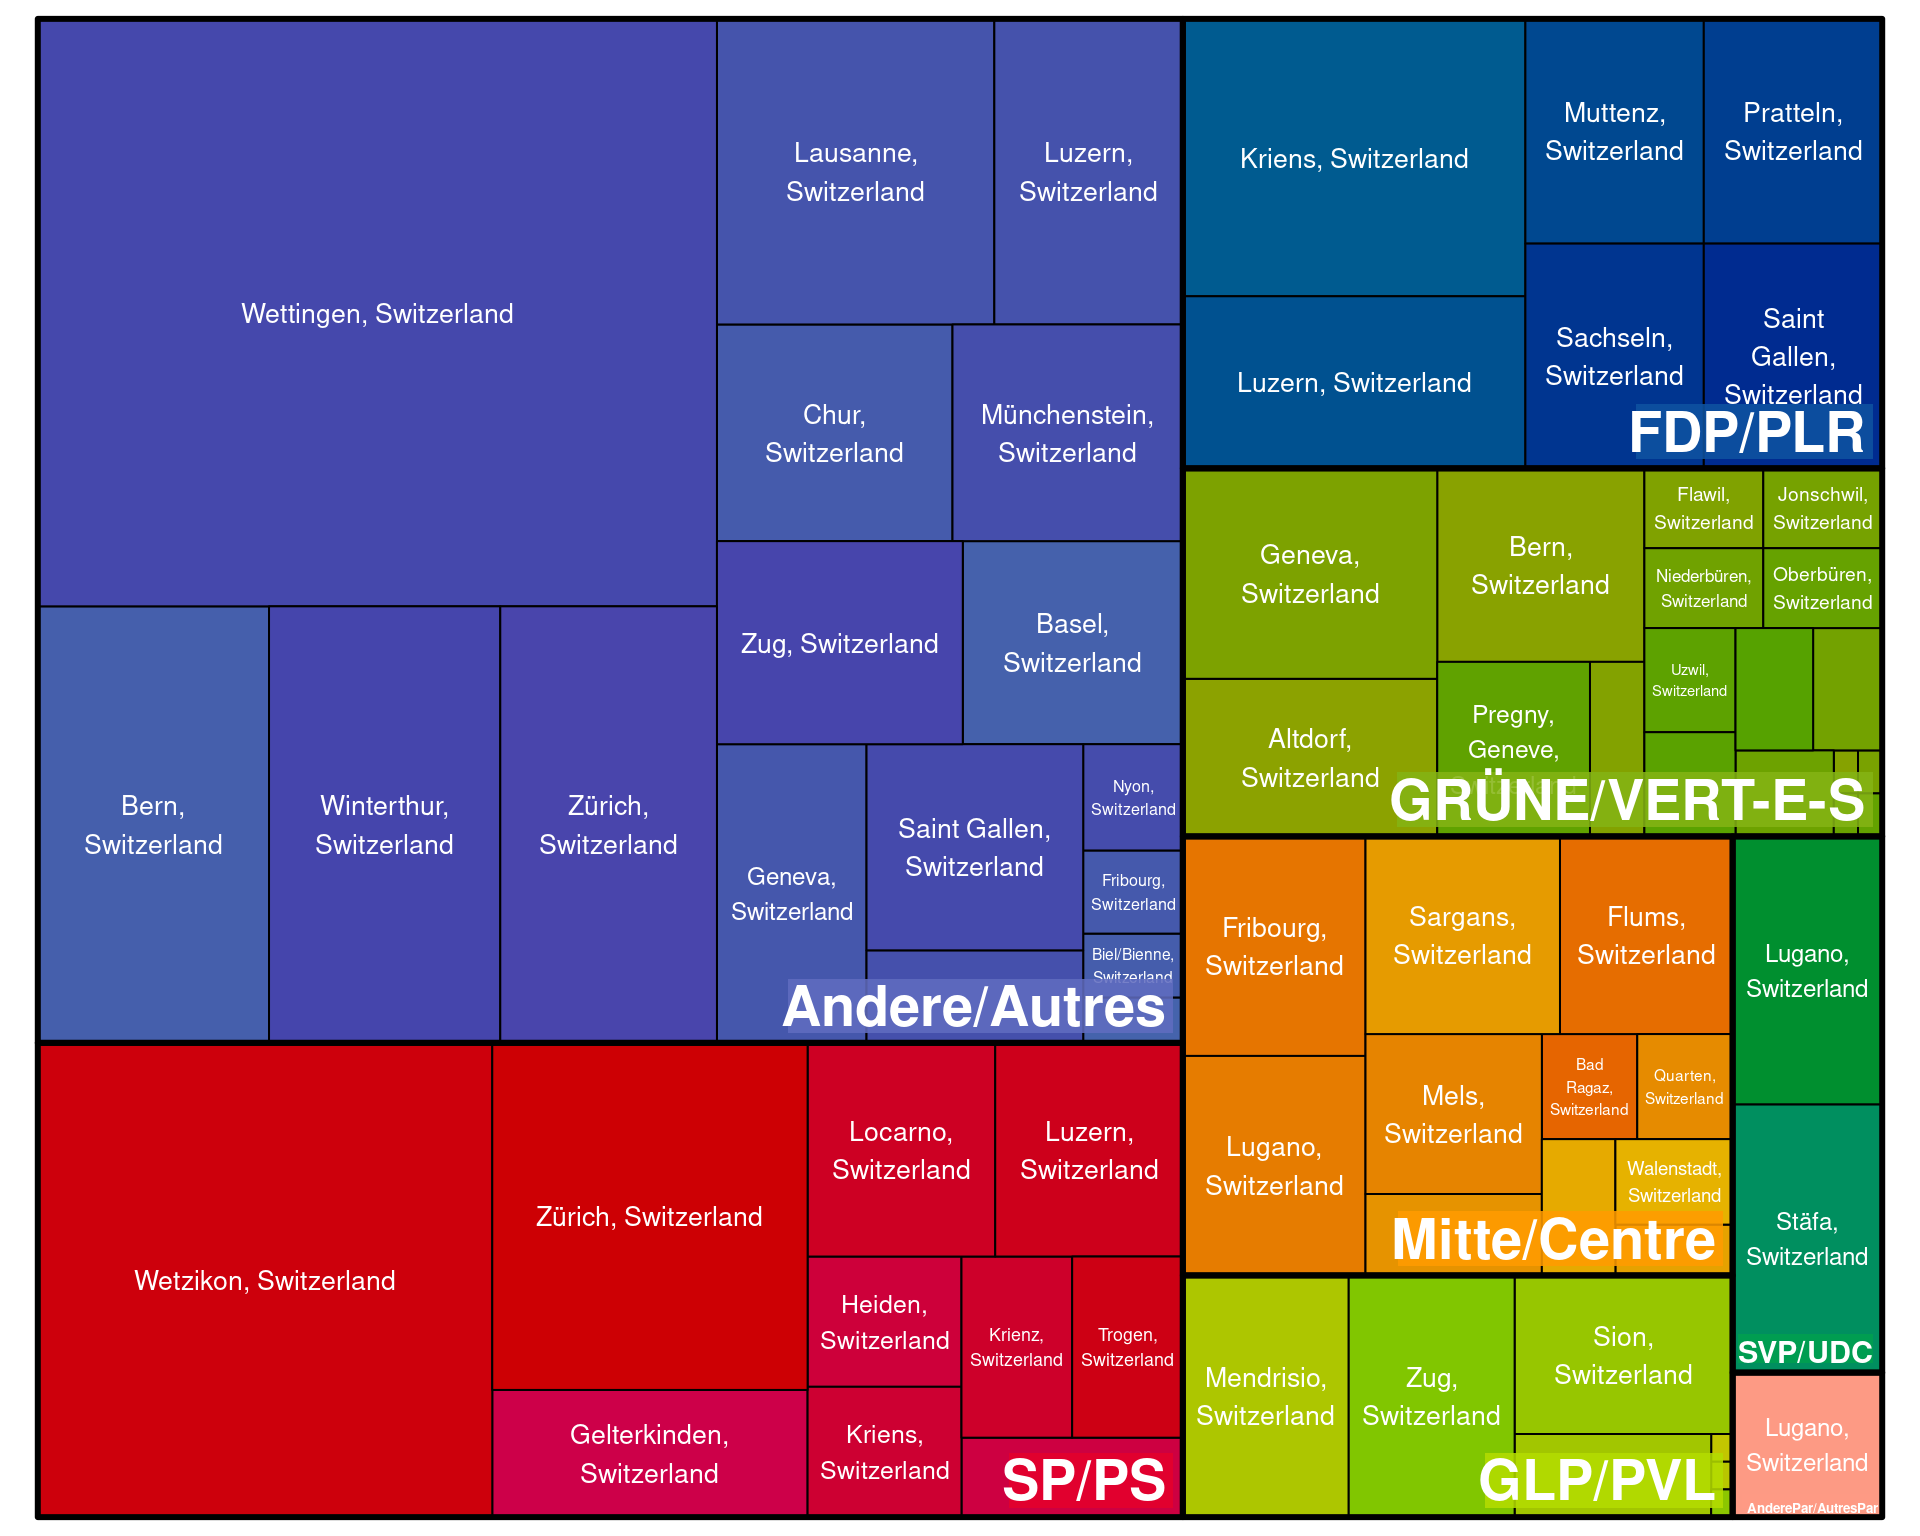 Wettingen, Switzerland
Lausanne,
Switzerland
Luzern,
Switzerland
Chur,
Switzerland
Münchenstein,
Switzerland
Zug, Switzerland
Basel,
Switzerland
Bern,
Switzerland
Winterthur,
Switzerland
Zürich,
Switzerland
Geneva,
Switzerland
Saint Gallen,
Switzerland
Nyon,
Switzerland
Fribourg,
Switzerland
Biel/Bienne,
Switzerland
Andere/Autres
Kriens, Switzerland
Muttenz,
Switzerland
Pratteln,
Switzerland
Luzern, Switzerland
Sachseln,
Switzerland
Saint
Gallen,
Switzerland
FDP/PLR
Geneva,
Switzerland
Bern,
Switzerland
Flawil,
Switzerland
Jonschwil,
Switzerland
Niederbüren,
Switzerland
Oberbüren,
Switzerland
Altdorf,
Switzerland
Pregny,
Geneve,
Switzerland
Uzwil,
Switzerland
GRÜNE/VERT-E-S
Fribourg,
Switzerland
Sargans,
Switzerland
Flums,
Switzerland
Lugano,
Switzerland
Mels,
Switzerland
Bad
Ragaz,
Switzerland
Quarten,
Switzerland
Walenstadt,
Switzerland
Mitte/Centre
Lugano,
Switzerland
Stäfa,
Switzerland
SVP/UDC
Wetzikon, Switzerland
Zürich, Switzerland
Gelterkinden,
Switzerland
Locarno,
Switzerland
Luzern,
Switzerland
Heiden,
Switzerland
Krienz,
Switzerland
Trogen,
Switzerland
Kriens,
Switzerland
SP/PS
Mendrisio,
Switzerland
Zug,
Switzerland
Sion,
Switzerland
GLP/PVL
Lugano,
Switzerland
AnderePar/AutresPar